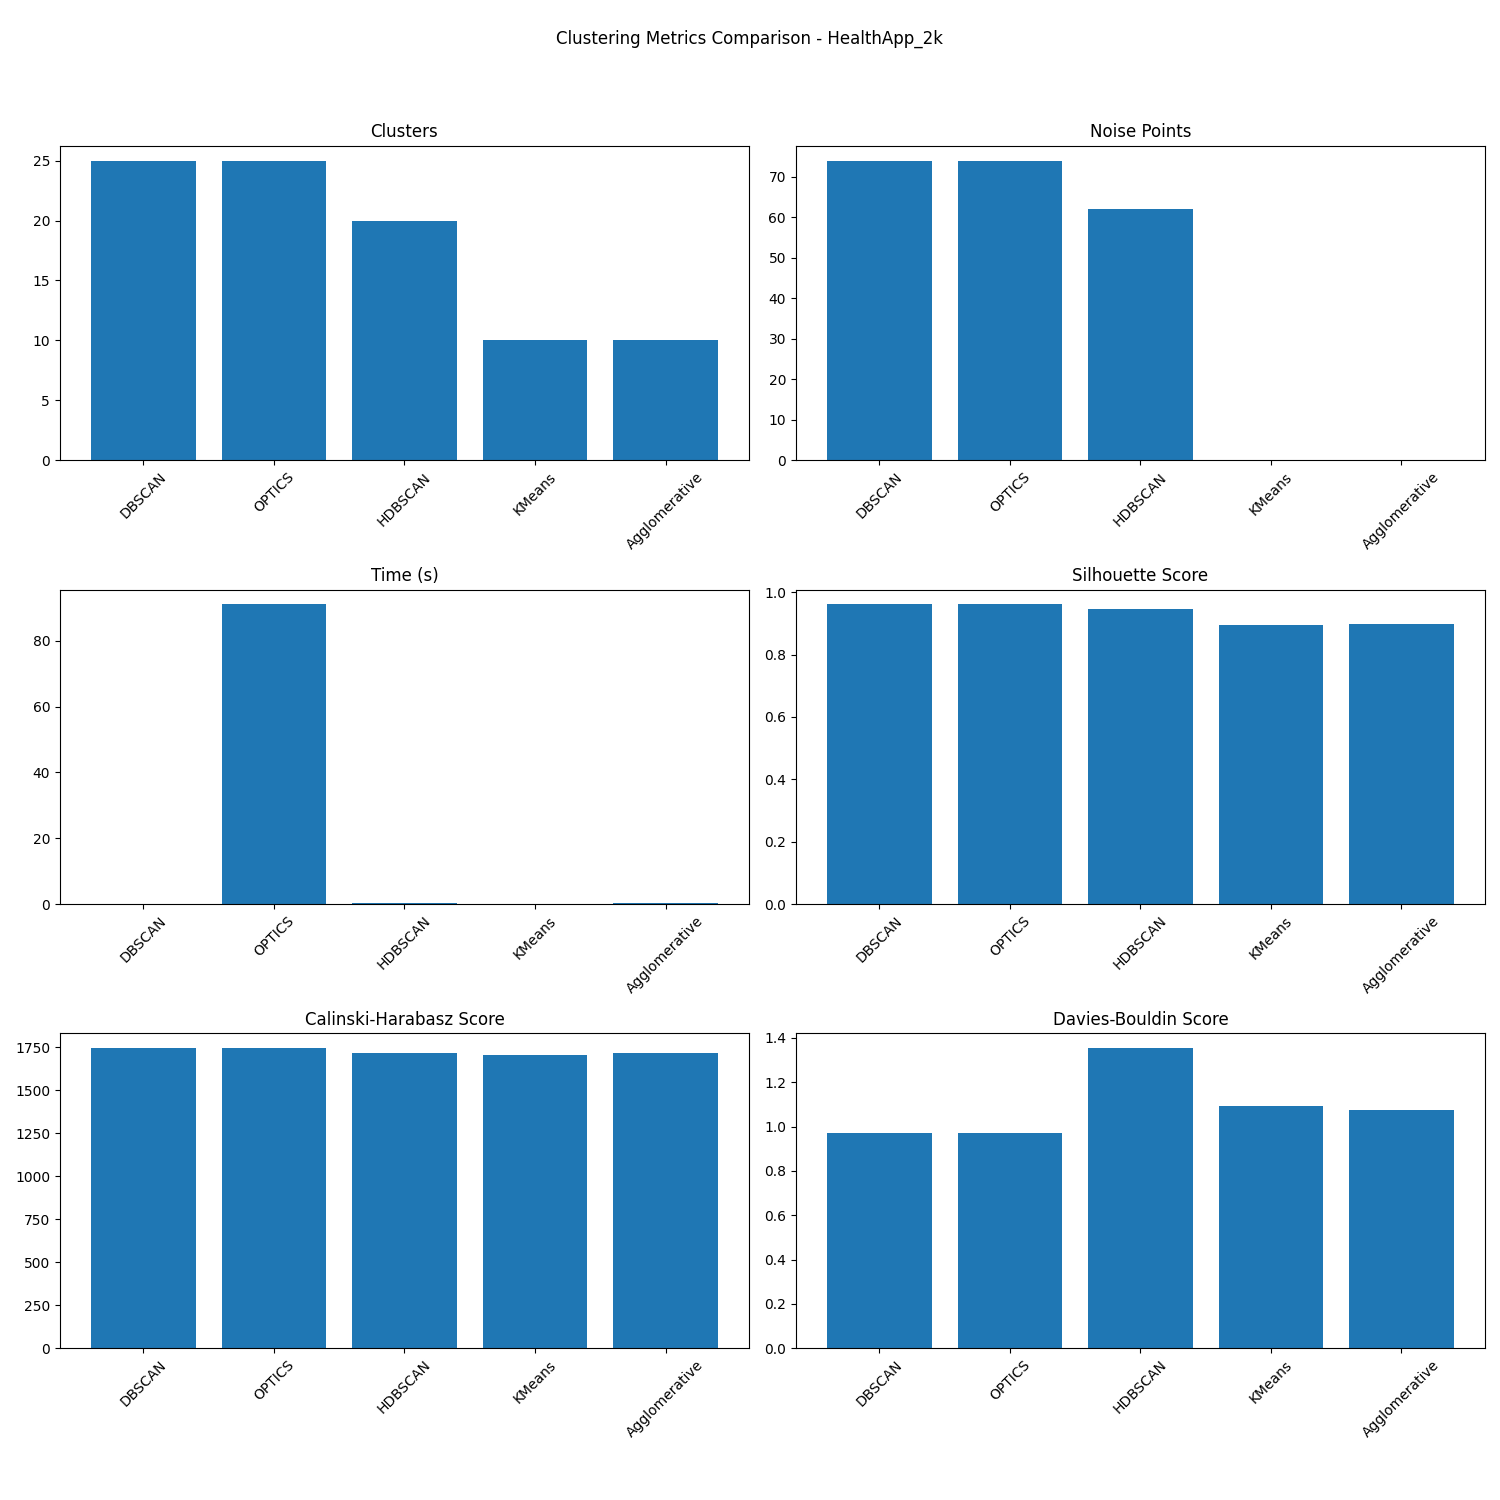 Clustering Metrics Comparison - HealthApp_2k
Clusters
25
20
15
10
5
0
DBSCAN
OPTICS
HDBSCAN
KMeans
Agglomerative
Noise Points
70
60
50
40
30
20
10
0
DBSCAN
OPTICS
HDBSCAN
KMeans
Agglomerative
Time (s)
80
60
40
20
0
DBSCAN
OPTICS
HDBSCAN
KMeans
Agglomerative
Silhouette Score
1.0
0.8
0.6
0.4
0.2
0.0
DBSCAN
OPTICS
HDBSCAN
KMeans
Agglomerative
Calinski-Harabasz Score
1750
1500
1250
1000
750
500
250
0
DBSCAN
OPTICS
HDBSCAN
KMeans
Agglomerative
Davies-Bouldin Score
1.4
1.2
1.0
0.8
0.6
0.4
0.2
0.0
DBSCAN
OPTICS
HDBSCAN
KMeans
Agglomerative